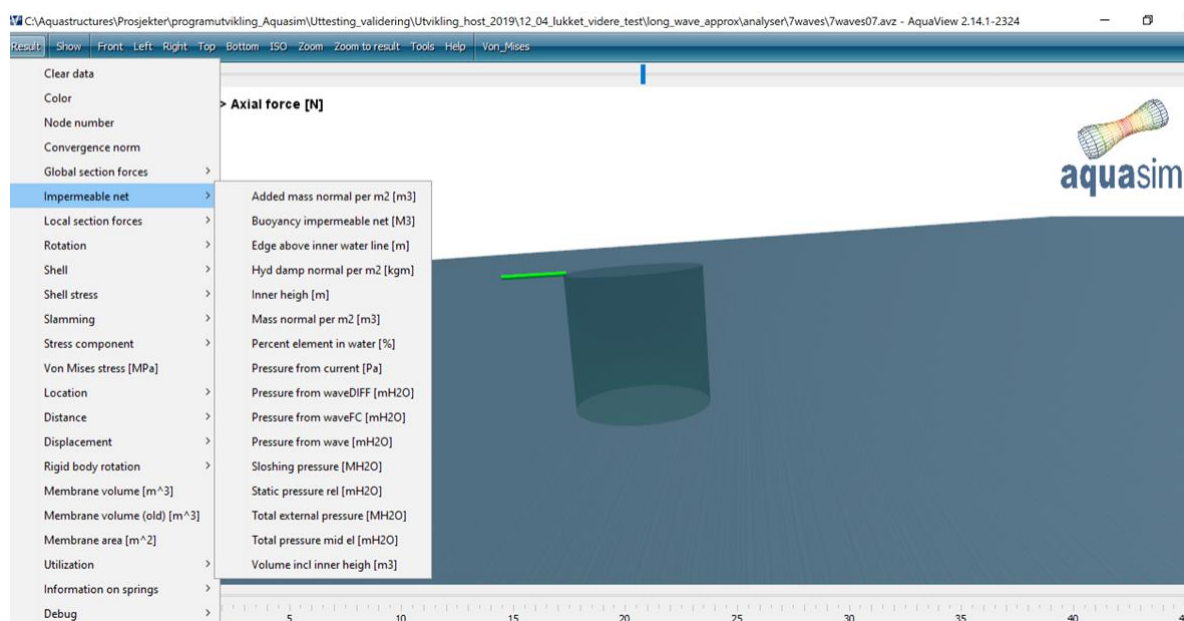 C:\Aquastructures\Prosjekter\programutvikling_Aquasim\Uttesting_validering\Utvikling_host_2019\12_04_lukket_videre_test\long_wave_approx\analyser\7waves\7waves07.avz - AquaView 2.14.1-2324
Result Show Front Left Right Top Bottom ISO Zoom Zoom to result Tools Help Von_Mises
> Axial force [N]
aquasim
Clear data
Color
Node number
Convergence norm
Global section forces >
Impermeable net >
Local section forces >
Rotation >
Shell >
Shell stress >
Slamming >
Stress component >
Von Mises stress [MPa]
Location >
Distance >
Displacement >
Rigid body rotation >
Membrane volume [m^3]
Membrane volume (old) [m^3]
Membrane area [m^2]
Utilization >
Information on springs >
Debug >
Added mass normal per m2 [m3]
Buoyancy impermeable net [M3]
Edge above inner water line [m]
Hyd damp normal per m2 [kgm]
Inner heigh [m]
Mass normal per m2 [m3]
Percent element in water [%]
Pressure from current [Pa]
Pressure from waveDIFF [mH2O]
Pressure from waveFC [mH2O]
Pressure from wave [mH2O]
Sloshing pressure [MH2O]
Static pressure rel [mH2O]
Total external pressure [MH2O]
Total pressure mid el [mH2O]
Volume incl inner heigh [m3]
5 10 15 20 25 30 35 40